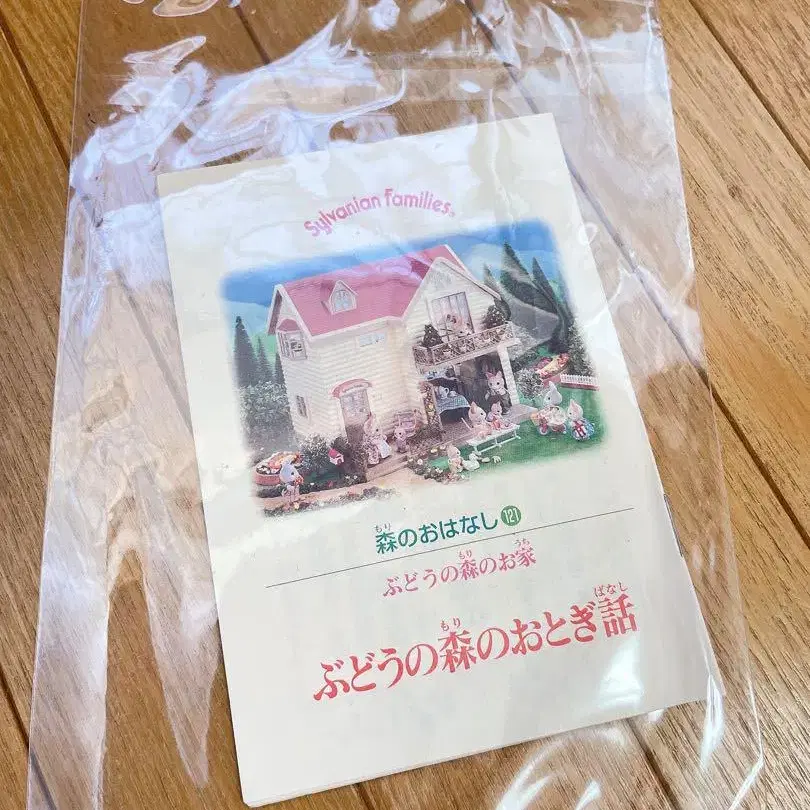 Sylvanian Families
森のおはなし 121
ぶどうの森のお家
ぶどうの森のおとぎ話